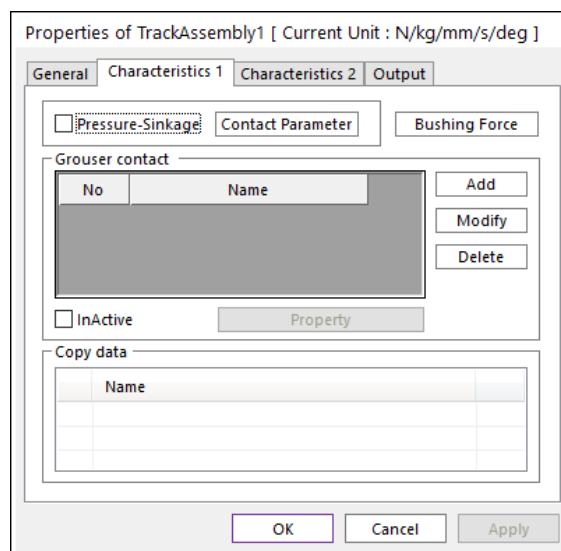 Properties of TrackAssembly1 [ Current Unit : N/kg/mm/s/deg ]
General Characteristics 1 Characteristics 2 Output
Pressure-Sinkage Contact Parameter Bushing Force
Grouser contact
No Name
Add
Modify
Delete
InActive Property
Copy data
Name
OK Cancel Apply